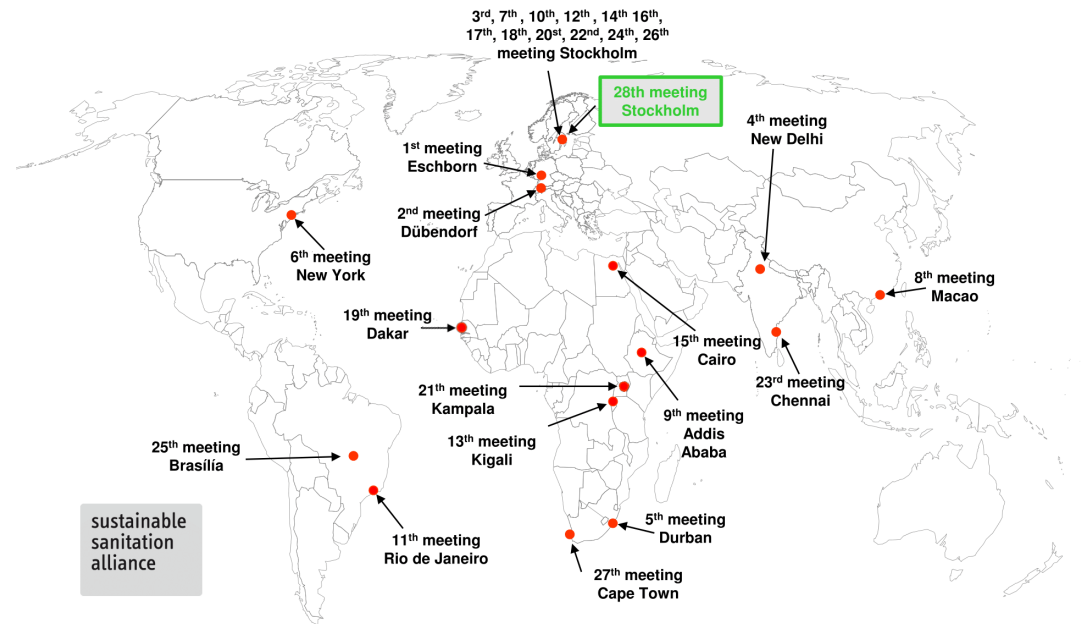 3rd, 7th, 10th, 12th, 14th 16th,
17th, 18th, 20st, 22nd, 24th, 26th
meeting Stockholm
28th meeting
Stockholm
4th meeting
New Delhi
1st meeting
Eschborn
2nd meeting
Dübendorf
6th meeting
New York
8th meeting
Macao
19th meeting
Dakar
15th meeting
Cairo
23rd meeting
Chennai
21th meeting
Kampala
9th meeting
Addis
Ababa
13th meeting
Kigali
25th meeting
Brasílía
5th meeting
Durban
11th meeting
Rio de Janeiro
27th meeting
Cape Town
sustainable
sanitation
alliance